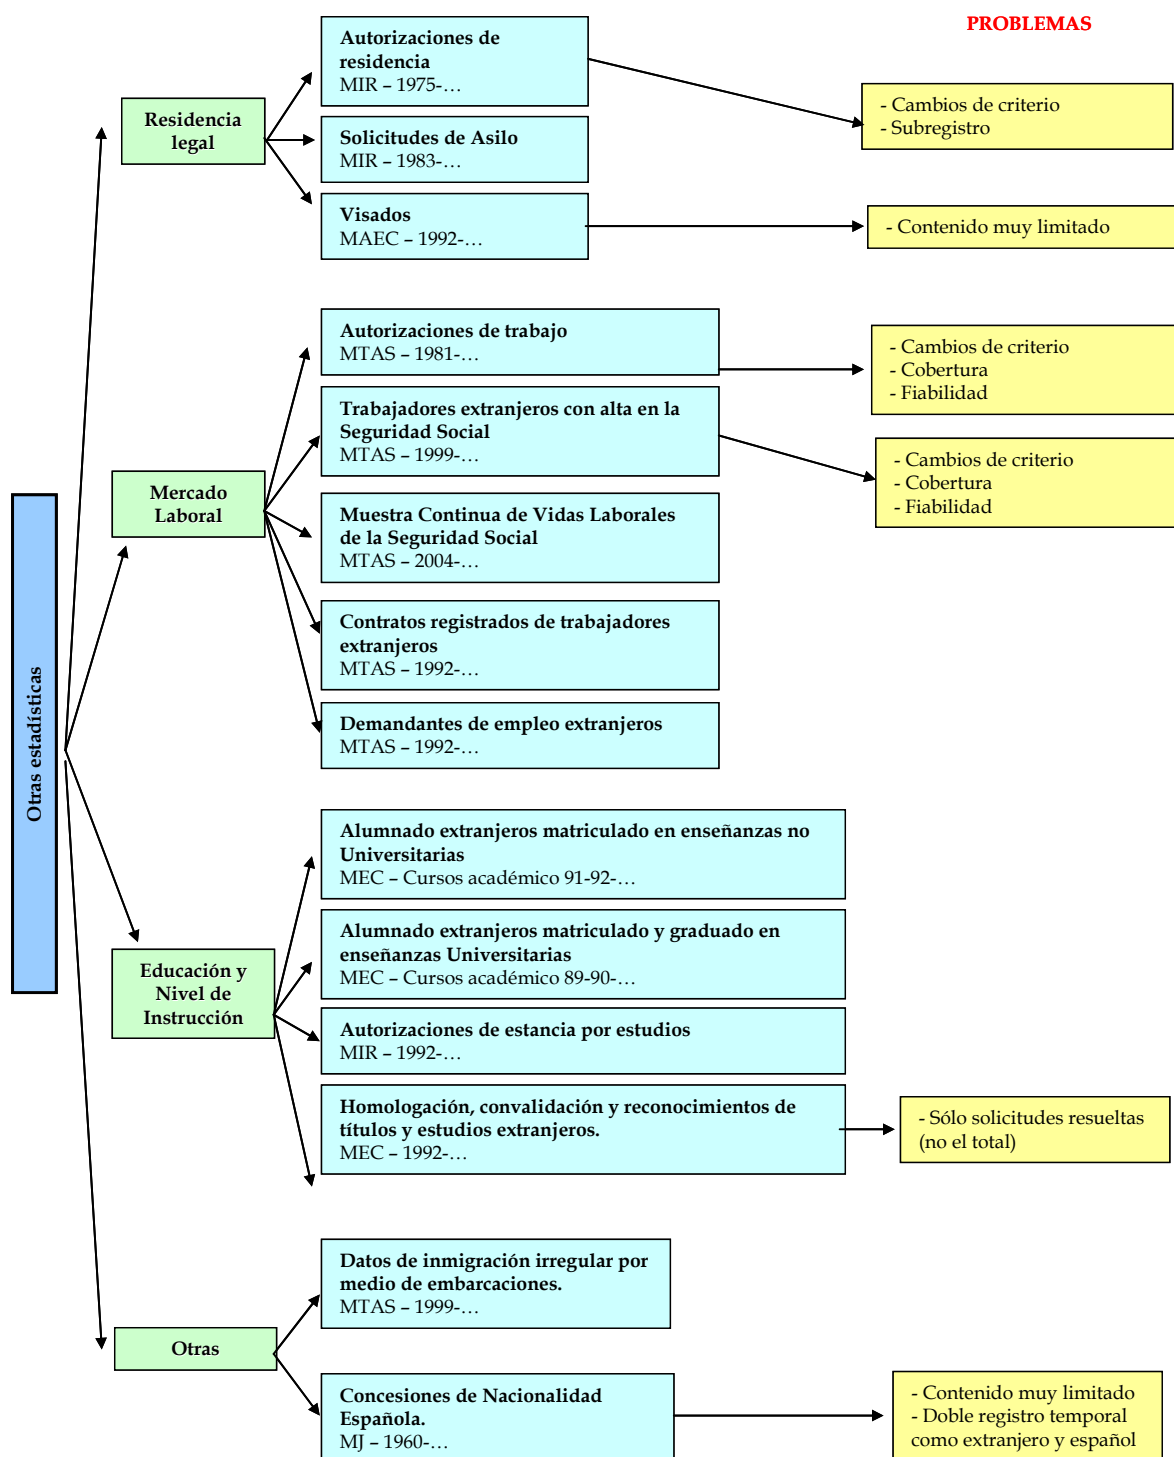 PROBLEMAS
Otras estadísticas
Residencia
legal
Autorizaciones de
residencia
MIR – 1975-…
- Cambios de criterio
- Subregistro
Solicitudes de Asilo
MIR – 1983-…
Visados
MAEC – 1992-…
- Contenido muy limitado
Mercado
Laboral
Autorizaciones de trabajo
MTAS – 1981-…
- Cambios de criterio
- Cobertura
- Fiabilidad
Trabajadores extranjeros con alta en la
Seguridad Social
MTAS – 1999-…
- Cambios de criterio
- Cobertura
- Fiabilidad
Muestra Continua de Vidas Laborales
de la Seguridad Social
MTAS – 2004-…
Contratos registrados de trabajadores
extranjeros
MTAS – 1992-…
Demandantes de empleo extranjeros
MTAS – 1992-…
Educación y
Nivel de
Instrucción
Alumnado extranjeros matriculado en enseñanzas no
Universitarias
MEC – Cursos académico 91-92-…
Alumnado extranjeros matriculado y graduado en
enseñanzas Universitarias
MEC – Cursos académico 89-90-…
Autorizaciones de estancia por estudios
MIR – 1992-…
Homologación, convalidación y reconocimientos de
títulos y estudios extranjeros.
MEC – 1992-…
- Sólo solicitudes resueltas
(no el total)
Otras
Datos de inmigración irregular por
medio de embarcaciones.
MTAS – 1999-…
Concesiones de Nacionalidad
Española.
MJ – 1960-…
- Contenido muy limitado
- Doble registro temporal
como extranjero y español